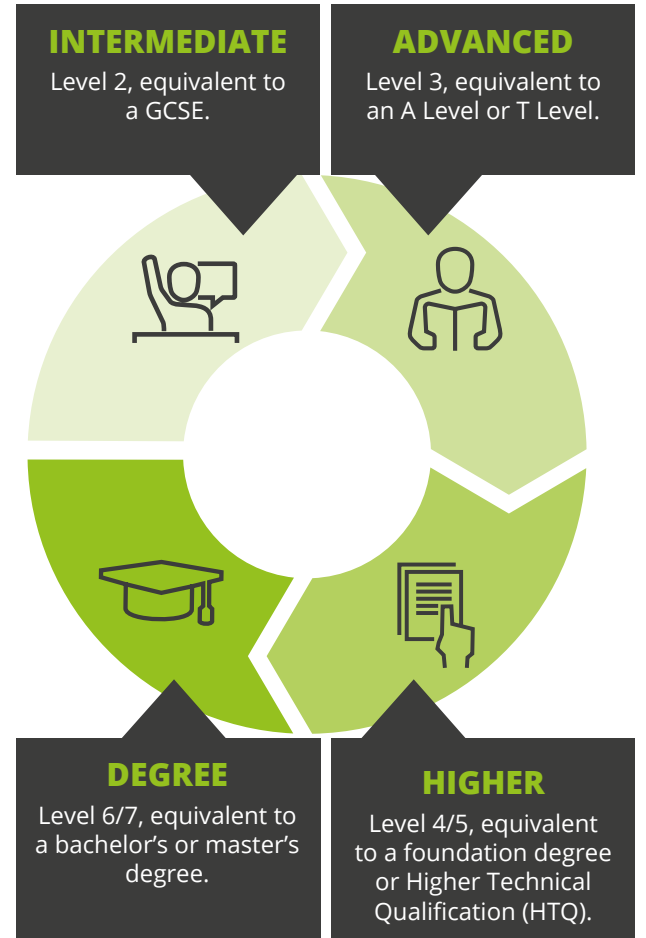 INTERMEDIATE
Level 2, equivalent to
a GCSE.
ADVANCED
Level 3, equivalent to
an A Level or T Level.
DEGREE
Level 6/7, equivalent to
a bachelor’s or master’s
degree.
HIGHER
Level 4/5, equivalent
to a foundation degree
or Higher Technical
Qualification (HTQ).